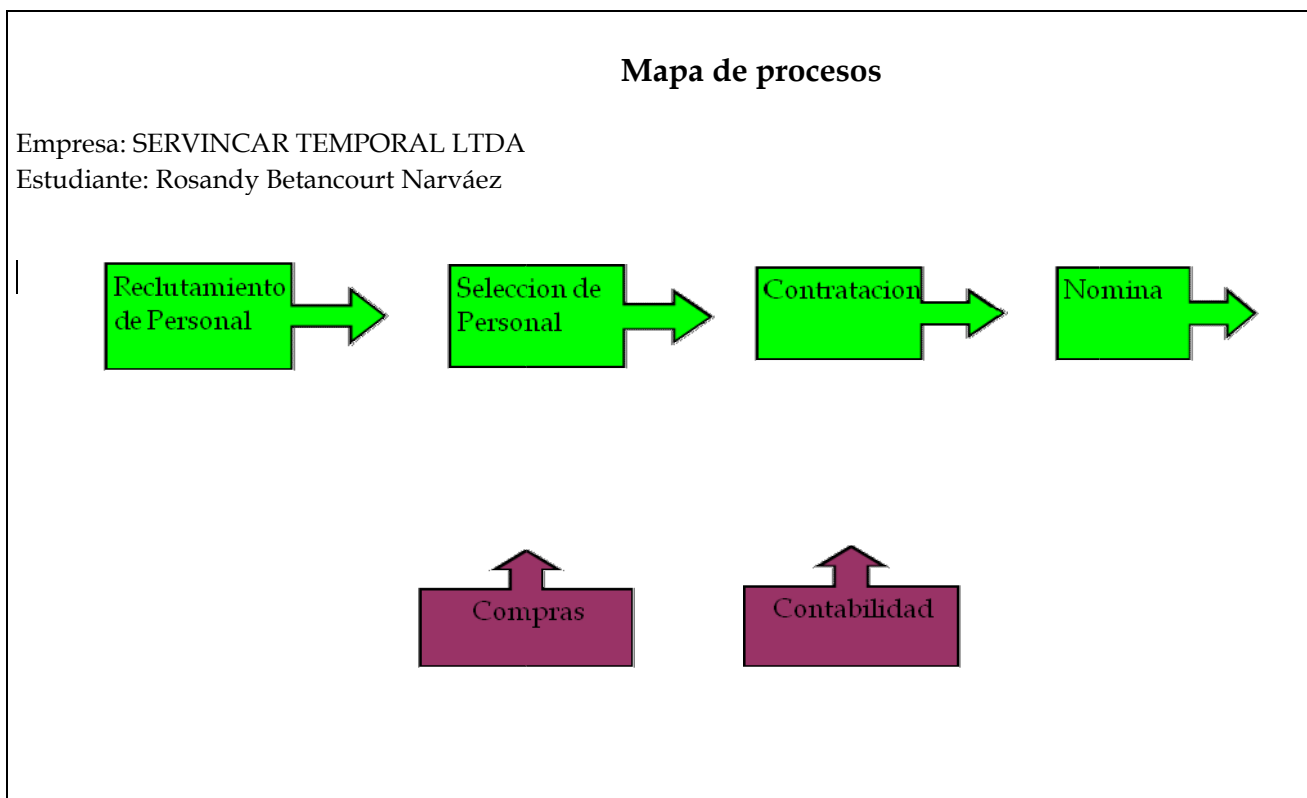 Mapa de procesos
Empresa: SERVINCAR TEMPORAL LTDA
Estudiante: Rosandy Betancourt Narváez
Reclutamiento
de Personal
Seleccion de
Personal
Contratacion
Nomina
Compras
Contabilidad